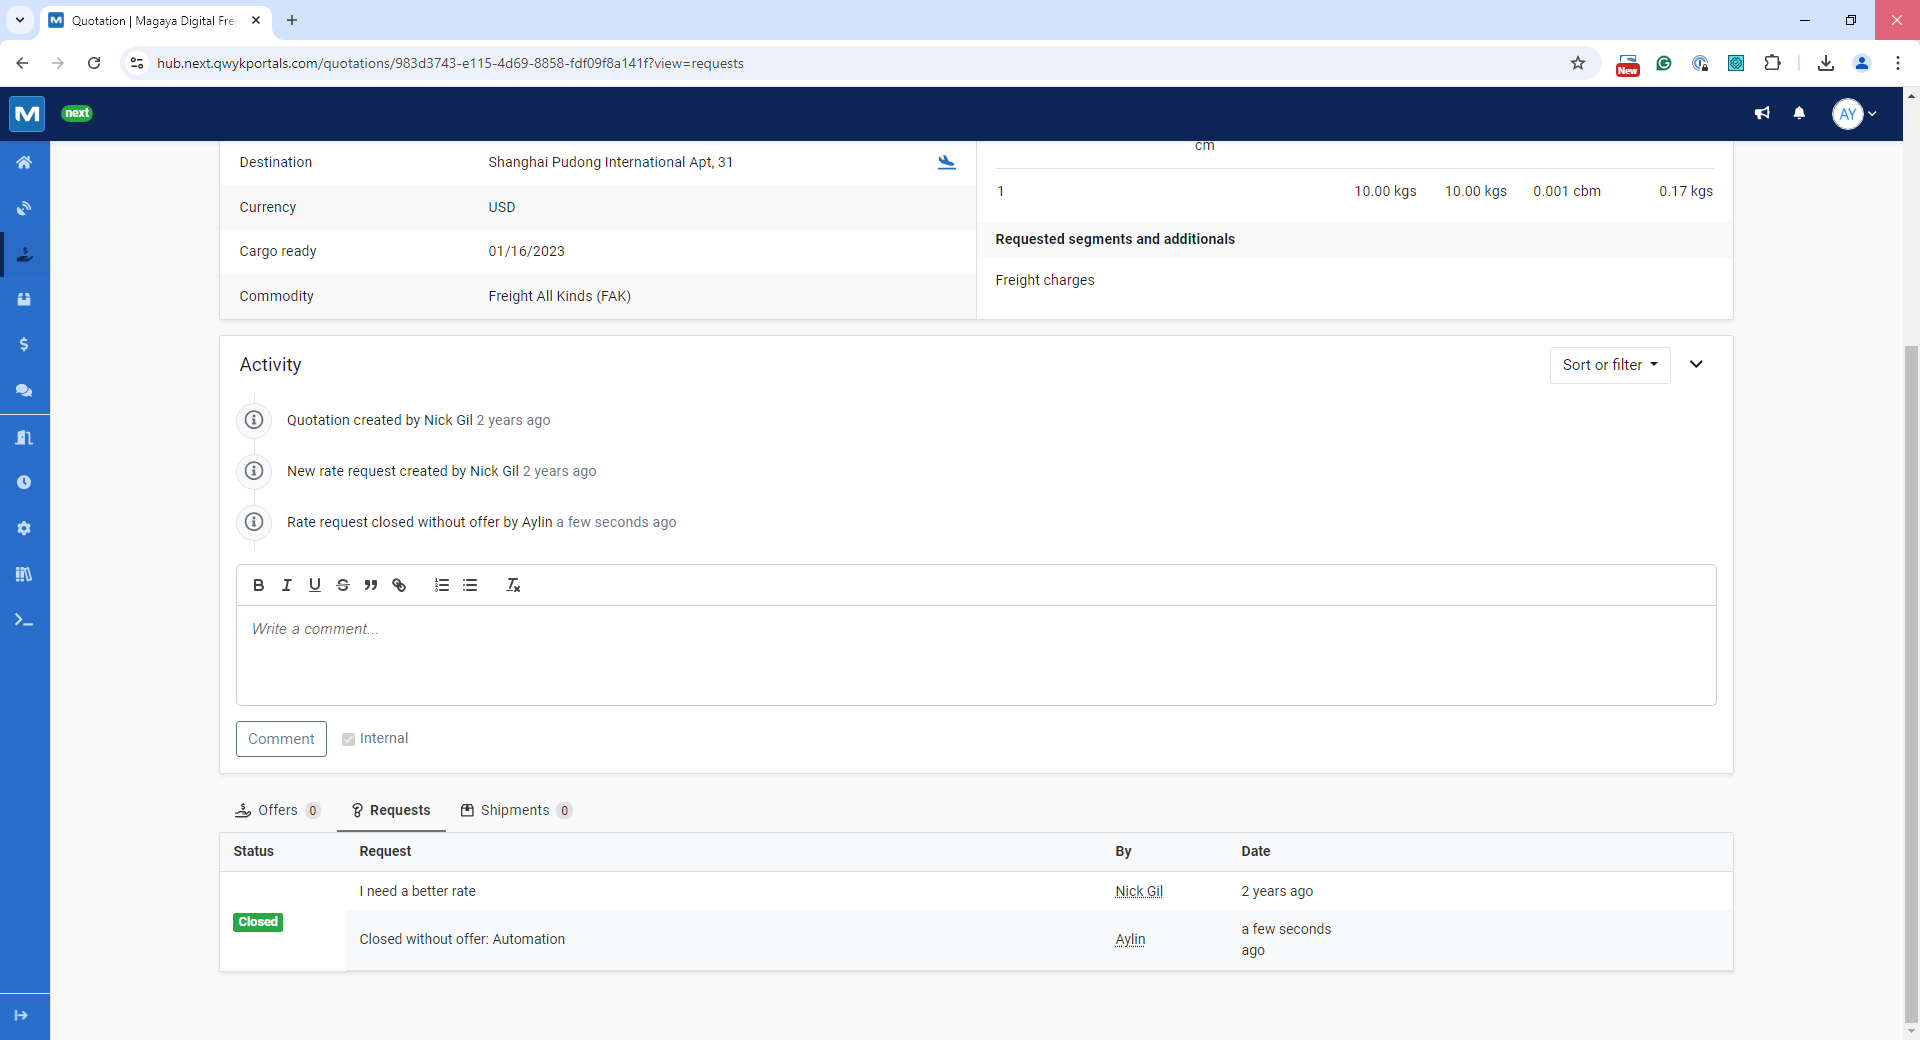 Quotation | Magaya Digital Frei
hub.next.qwykportals.com/quotations/983d3743-e115-4d69-8858-fdf09f8a141f?view=requests
New
next
AY
Destination
Shanghai Pudong International Apt, 31
Currency
USD
Cargo ready
01/16/2023
Commodity
Freight All Kinds (FAK)
cm
1 10.00 kgs 10.00 kgs 0.001 cbm 0.17 kgs
Requested segments and additionals
Freight charges
Activity
Sort or filter
Quotation created by Nick Gil 2 years ago
New rate request created by Nick Gil 2 years ago
Rate request closed without offer by Aylin a few seconds ago
Write a comment...
Comment
Internal
Offers 0
Requests
Shipments 0
Status Request By Date
Closed
I need a better rate Nick Gil 2 years ago
Closed without offer: Automation Aylin a few seconds
ago